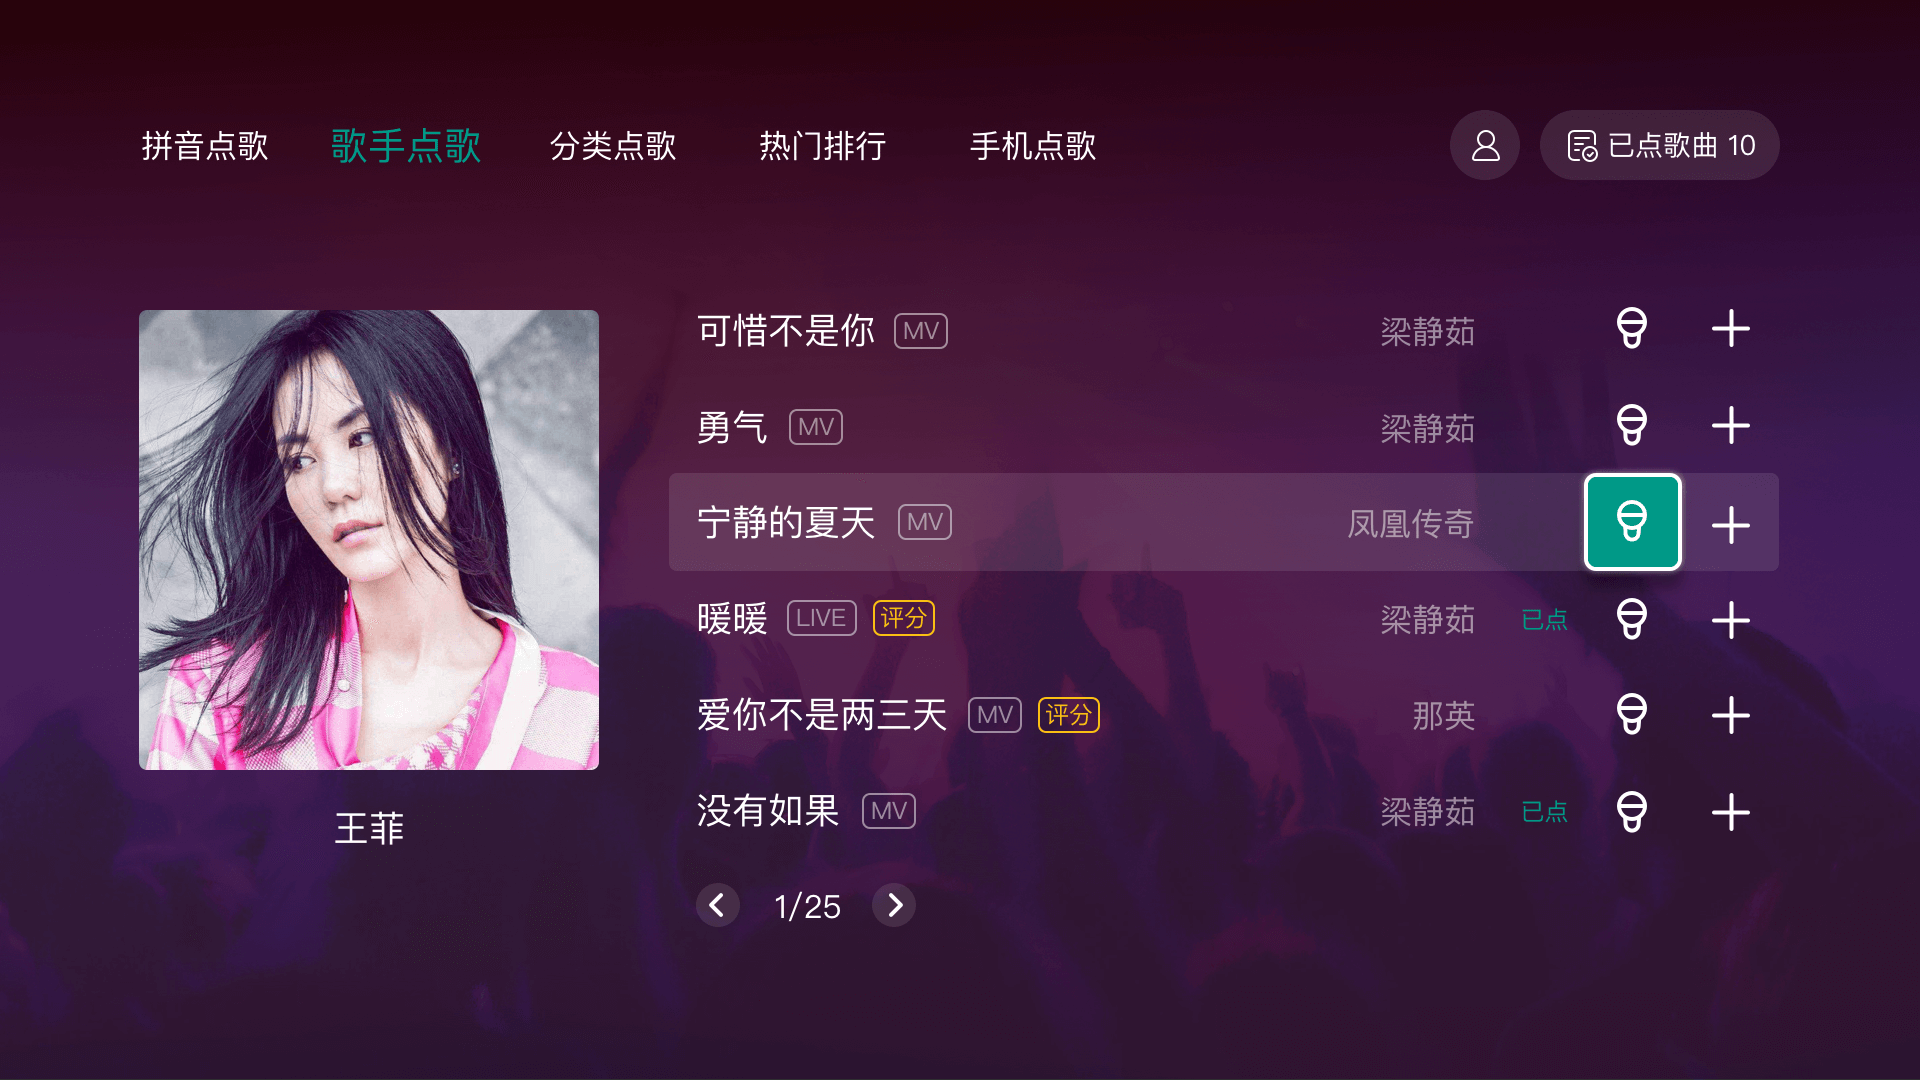 拼音点歌 歌手点歌 分类点歌 热门排行 手机点歌 已点歌曲 10
可惜不是你 MV 梁静茹
勇气 MV 梁静茹
宁静的夏天 MV 凤凰传奇
暖暖 LIVE 评分 梁静茹 已点
爱你不是两三天 MV 评分 那英
没有如果 MV 梁静茹 已点
王菲
1/25